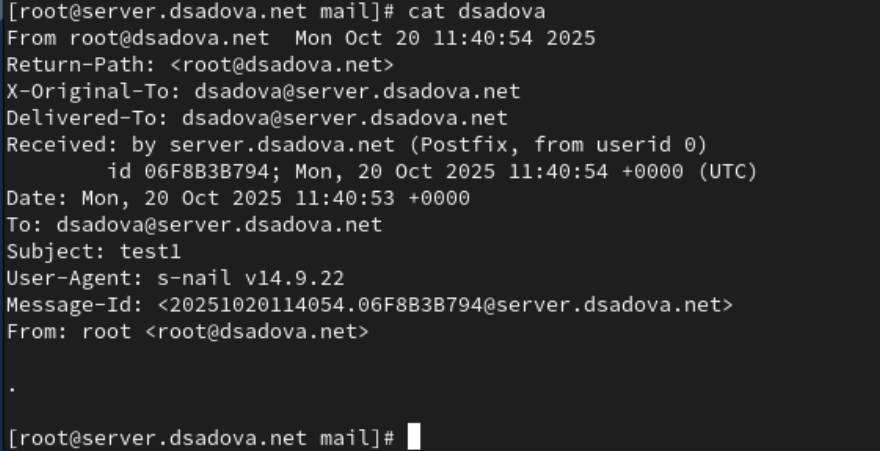 [root@server.dsadova.net mail]# cat dsadova
From root@dsadova.net  Mon Oct 20 11:40:54 2025
Return-Path: <root@dsadova.net>
X-Original-To: dsadova@server.dsadova.net
Delivered-To: dsadova@server.dsadova.net
Received: by server.dsadova.net (Postfix, from userid 0)
        id 06F8B3B794; Mon, 20 Oct 2025 11:40:54 +0000 (UTC)
Date: Mon, 20 Oct 2025 11:40:53 +0000
To: dsadova@server.dsadova.net
Subject: test1
User-Agent: s-nail v14.9.22
Message-Id: <20251020114054.06F8B3B794@server.dsadova.net>
From: root <root@dsadova.net>

.

[root@server.dsadova.net mail]#